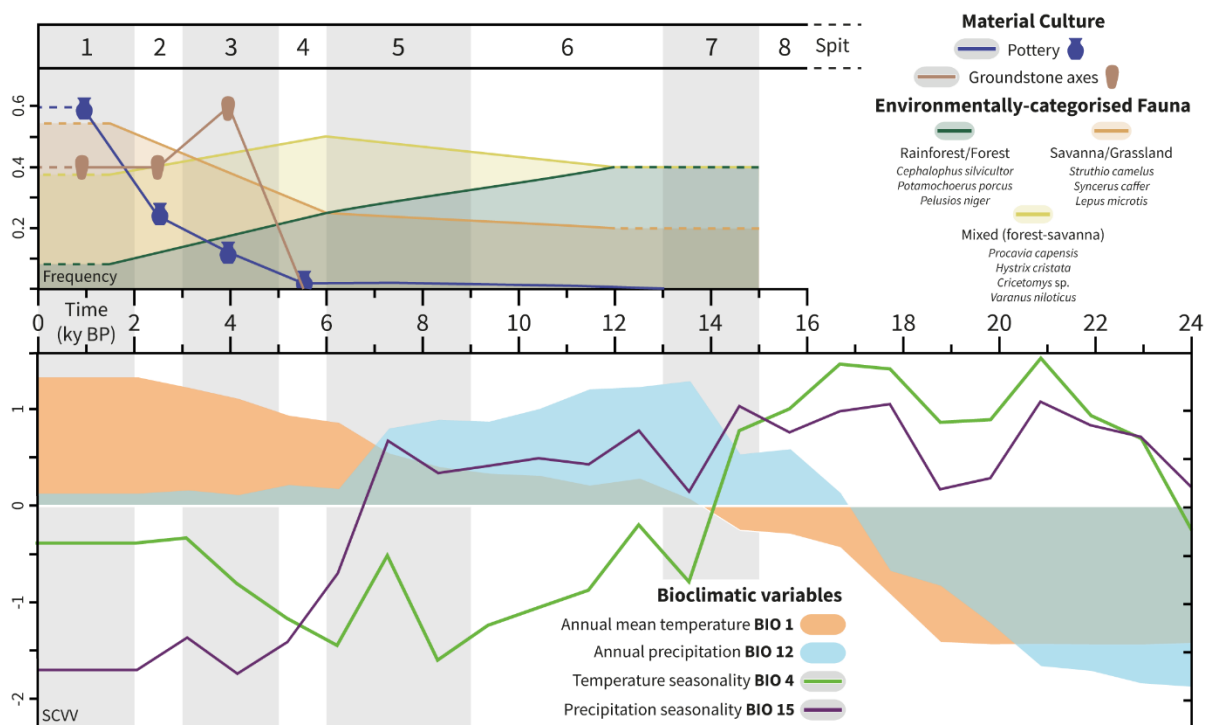 1 2 3 4 5 6 7 8 Spit
Material Culture
Pottery
Groundstone axes
Environmentally-categorised Fauna
Rainforest/Forest
Cephalophus silvicultor
Potamochoerus porcus
Pelusios niger
Savanna/Grassland
Struthio camelus
Syncerus caffer
Lepus microtis
Mixed (forest-savanna)
Procavia capensis
Hystrix cristata
Cricetomys sp.
Varanus niloticus
0.6
0.4
0.2
Frequency
Time
(ky BP)
0 2 4 6 8 10 12 14 16 18 20 22 24
1
0
-1
-2
SCVV
Bioclimatic variables
Annual mean temperature BIO 1
Annual precipitation BIO 12
Temperature seasonality BIO 4
Precipitation seasonality BIO 15